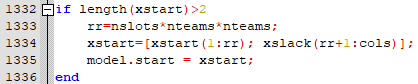 1332 if length(xstart)>2
1333 rr=nslots*nteams*nteams;
1334 xstart=[xstart(1:rr); xslack(rr+1:cols)];
1335 model.start = xstart;
1336 end